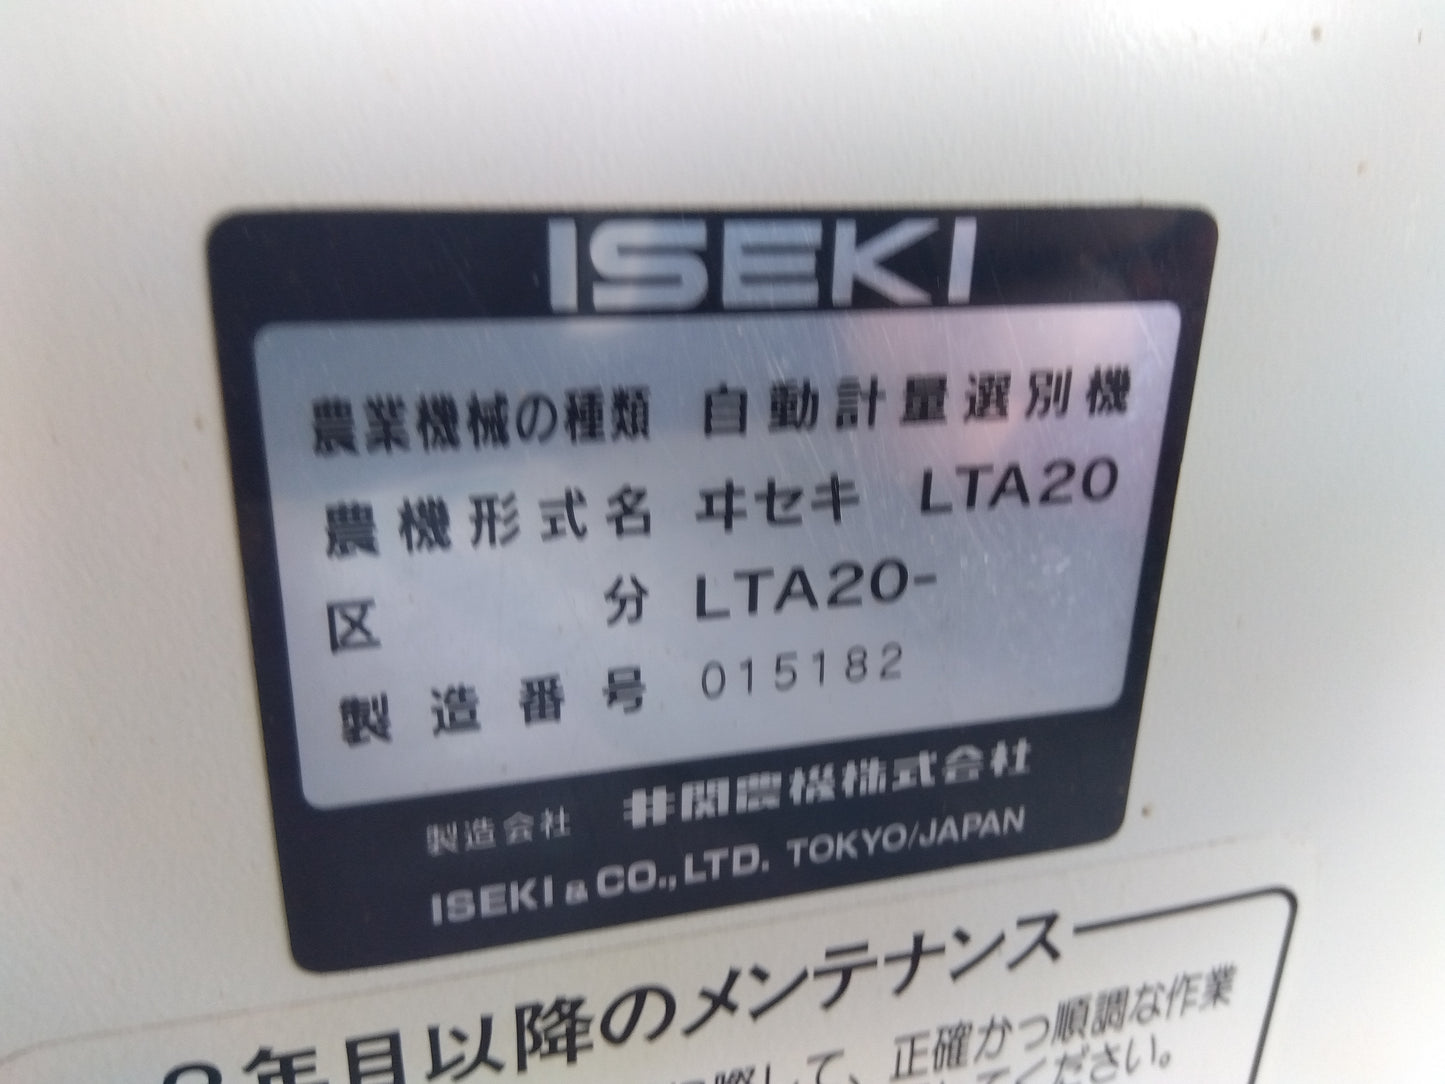 ISEKI
農業機械の種類 自動計量選別機
農機形式名 ヰセキ LTA20
区分 LTA20-
製造番号 015182
製造会社 井関農機株式会社
ISEKI & CO., LTD. TOKYO/JAPAN
年目以降のメンテナンス
際して、正確かつ順調な作業
ください。